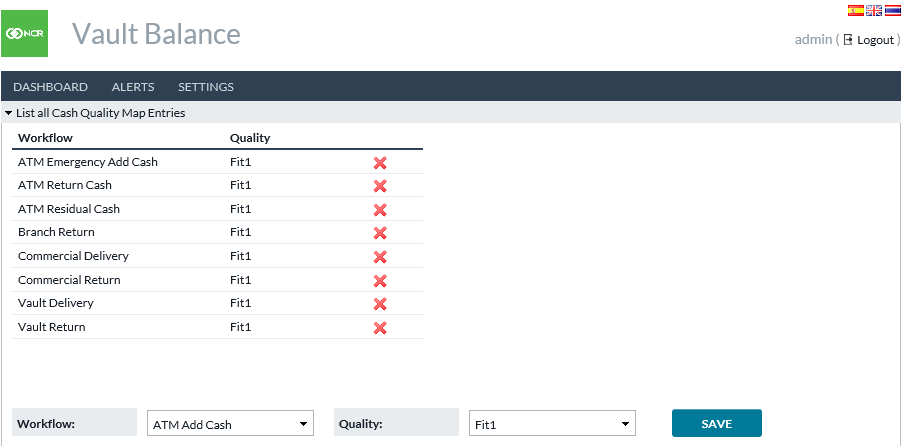 NCR
Vault Balance
admin ( Logout )
DASHBOARD ALERTS SETTINGS
List all Cash Quality Map Entries
Workflow Quality
ATM Emergency Add Cash Fit1
ATM Return Cash Fit1
ATM Residual Cash Fit1
Branch Return Fit1
Commercial Delivery Fit1
Commercial Return Fit1
Vault Delivery Fit1
Vault Return Fit1
Workflow: ATM Add Cash Quality: Fit1 SAVE